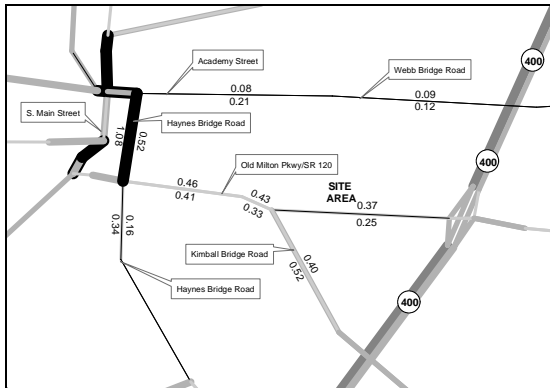 400
Academy Street
0.08
0.21
Webb Bridge Road
0.09
0.12
S. Main Street
1.08
0.52
Haynes Bridge Road
400
Old Milton Pkwy/SR 120
0.46
0.41
0.43
0.33
SITE
AREA
0.37
0.25
0.34
0.16
Kimball Bridge Road
0.40
0.52
Haynes Bridge Road
400